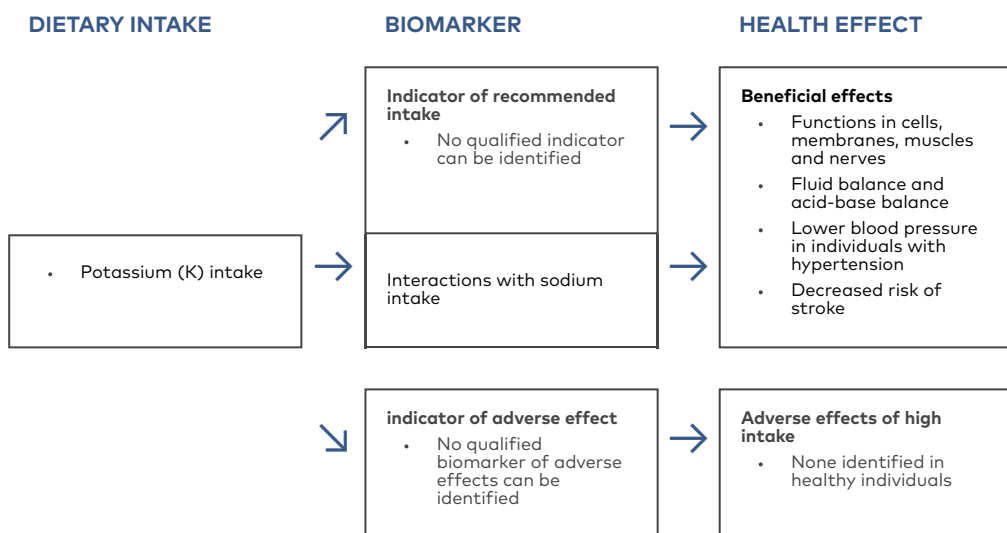 DIETARY INTAKE
BIOMARKER
HEALTH EFFECT
Indicator of recommended
intake
• No qualified indicator
can be identified
Beneficial effects
• Functions in cells,
membranes, muscles
and nerves
• Fluid balance and
acid-base balance
• Lower blood pressure
in individuals with
hypertension
• Decreased risk of
stroke
• Potassium (K) intake
Interactions with sodium
intake
indicator of adverse effect
• No qualified
biomarker of adverse
effects can be
identified
Adverse effects of high
intake
• None identified in
healthy individuals